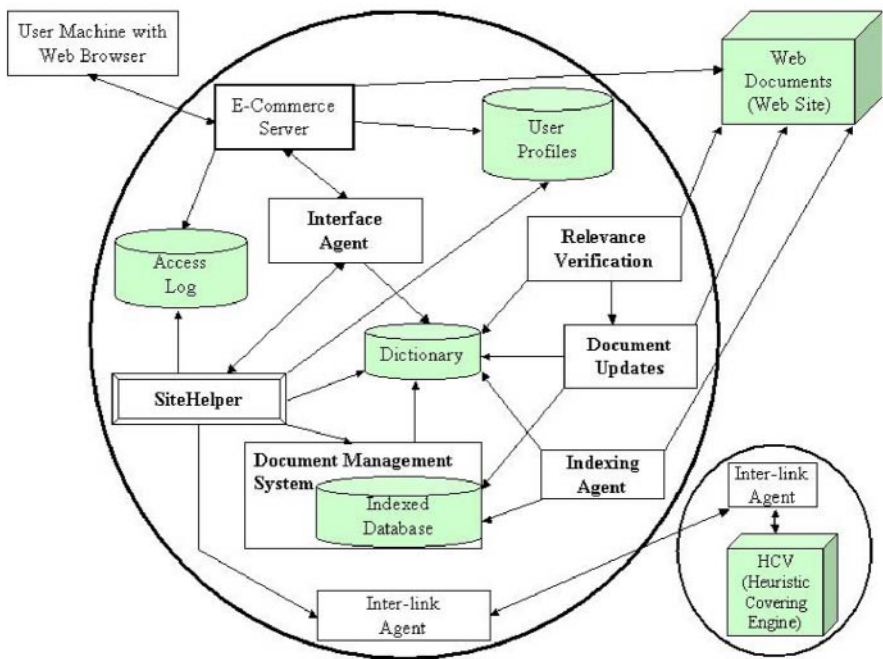 User Machine with
Web Browser
Web
Documents
(Web Site)
E-Commerce
Server
User
Profiles
Interface
Agent
Relevance
Verification
Access
Log
Dictionary
Document
Updates
SiteHelper
Document Management
System
Indexed
Database
Indexing
Agent
Inter-link
Agent
HCV
(Heuristic
Covering
Engine)
Inter-link
Agent